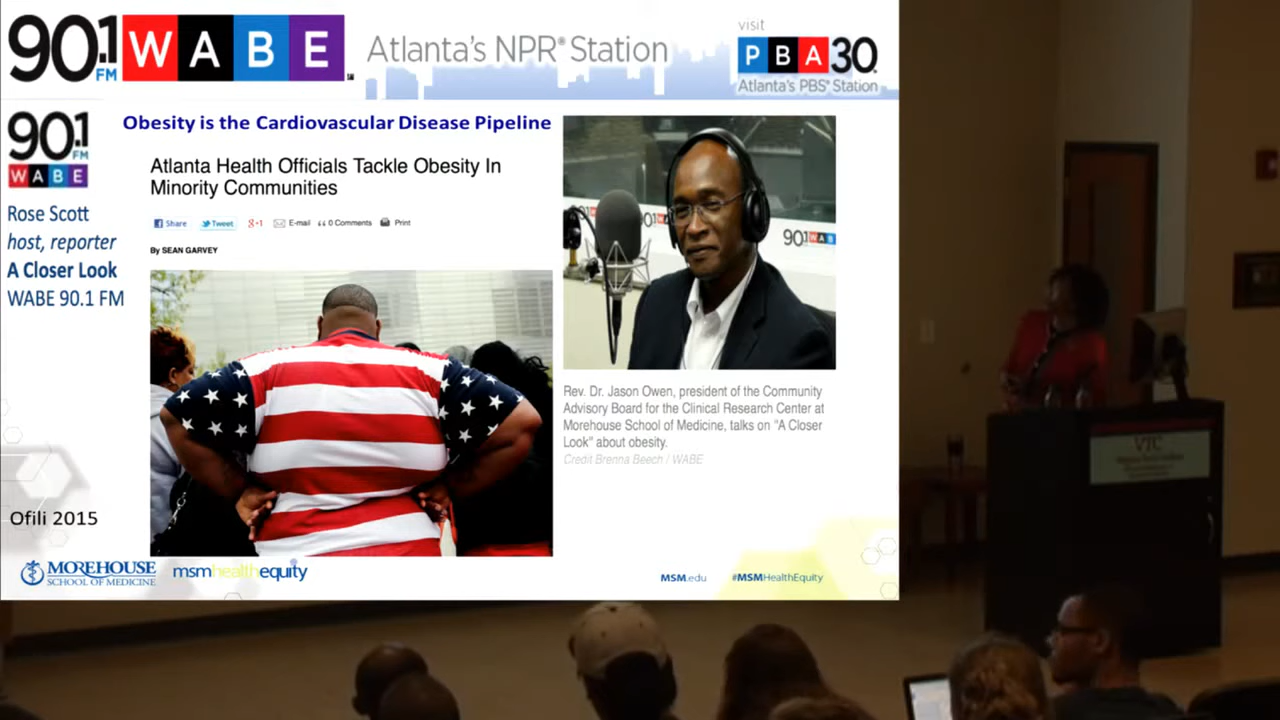 90.1 FM WABE Atlanta's NPR® Station
visit
PBA30
Atlanta's PBS® Station
90.1 FM
WABE
Rose Scott
host, reporter
A Closer Look
WABE 90.1 FM
Obesity is the Cardiovascular Disease Pipeline
Atlanta Health Officials Tackle Obesity In
Minority Communities
Share Tweet g+1 E-mail 0 Comments Print
By SEAN GARVEY
90.1 WABE
Rev. Dr. Jason Owen, president of the Community
Advisory Board for the Clinical Research Center at
Morehouse School of Medicine, talks on "A Closer
Look" about obesity.
Credit Brenna Beech / WABE
Ofili 2015
MOREHOUSE
SCHOOL OF MEDICINE
msmhealthequity
MSM.edu
#MSMHealthEquity
VTC